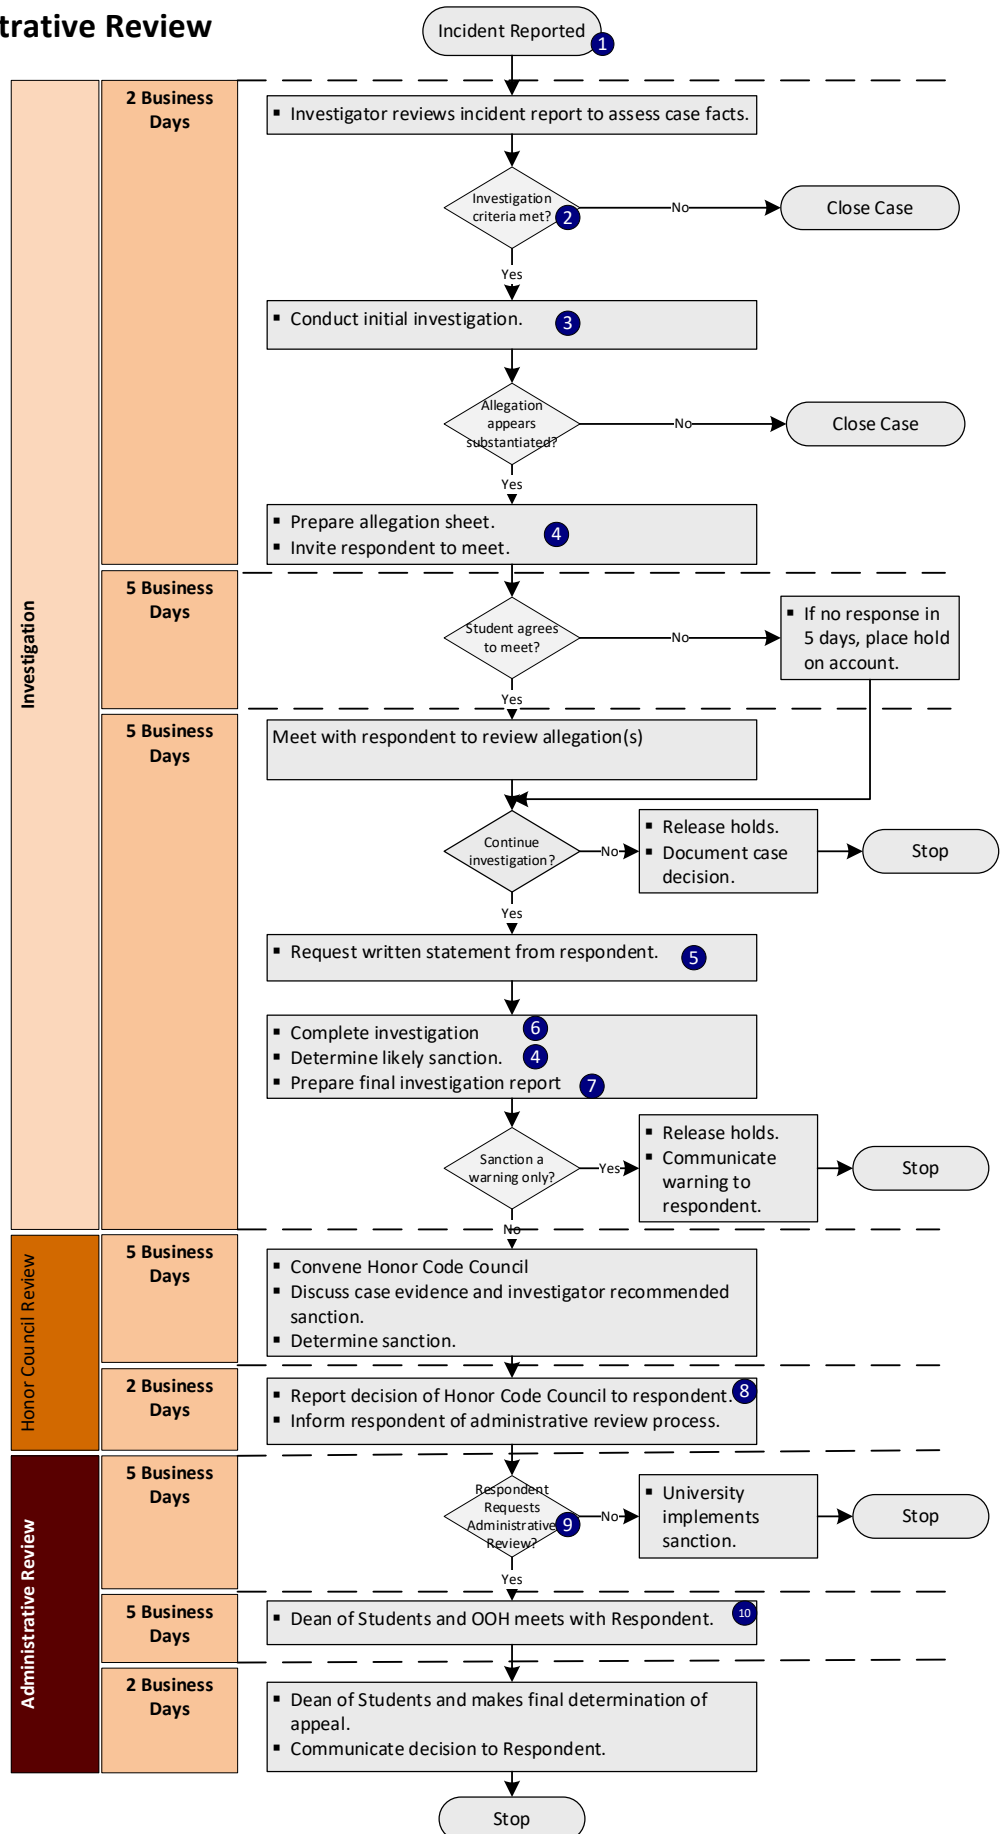 trative Review
Incident Reported
1
2 Business
Days
▪ Investigator reviews incident report to assess case facts.
Investigation
criteria met?
2
No
Close Case
Yes
▪ Conduct initial investigation.
3
Allegation
appears
substantiated?
No
Close Case
Yes
▪ Prepare allegation sheet.
▪ Invite respondent to meet.
4
Investigation
5 Business
Days
Student agrees
to meet?
No
▪ If no response in
5 days, place hold
on account.
Yes
5 Business
Days
Meet with respondent to review allegation(s)
Continue
investigation?
No
▪ Release holds.
▪ Document case
decision.
Stop
Yes
▪ Request written statement from respondent.
5
▪ Complete investigation
6
▪ Determine likely sanction.
4
▪ Prepare final investigation report
7
Sanction a
warning only?
Yes
▪ Release holds.
▪ Communicate
warning to
respondent.
Stop
No
Honor Council Review
5 Business
Days
▪ Convene Honor Code Council
▪ Discuss case evidence and investigator recommended
sanction.
▪ Determine sanction.
2 Business
Days
▪ Report decision of Honor Code Council to respondent.
8
▪ Inform respondent of administrative review process.
Administrative Review
5 Business
Days
Respondent
Requests
Administrative
Review?
9
No
▪ University
implements
sanction.
Stop
Yes
5 Business
Days
▪ Dean of Students and OOH meets with Respondent.
10
2 Business
Days
▪ Dean of Students and makes final determination of
appeal.
▪ Communicate decision to Respondent.
Stop